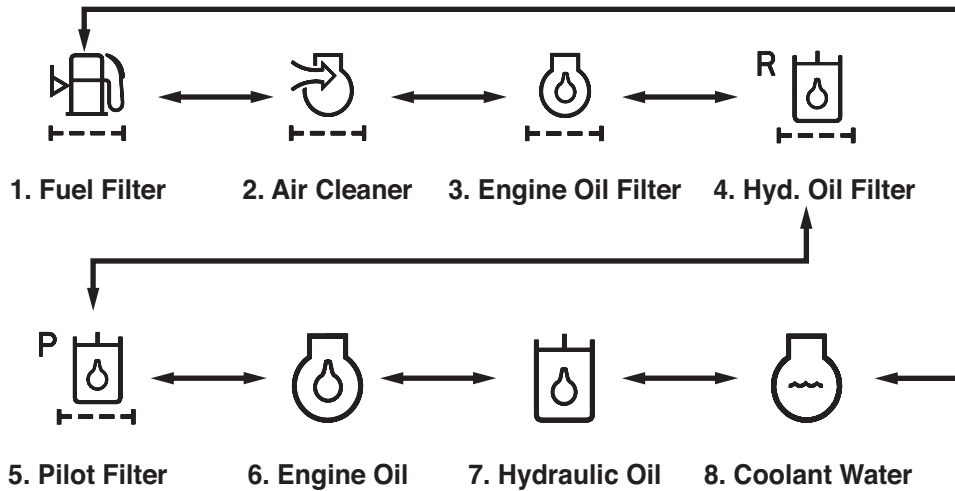 R
1. Fuel Filter 2. Air Cleaner 3. Engine Oil Filter 4. Hyd. Oil Filter
P
5. Pilot Filter 6. Engine Oil 7. Hydraulic Oil 8. Coolant Water